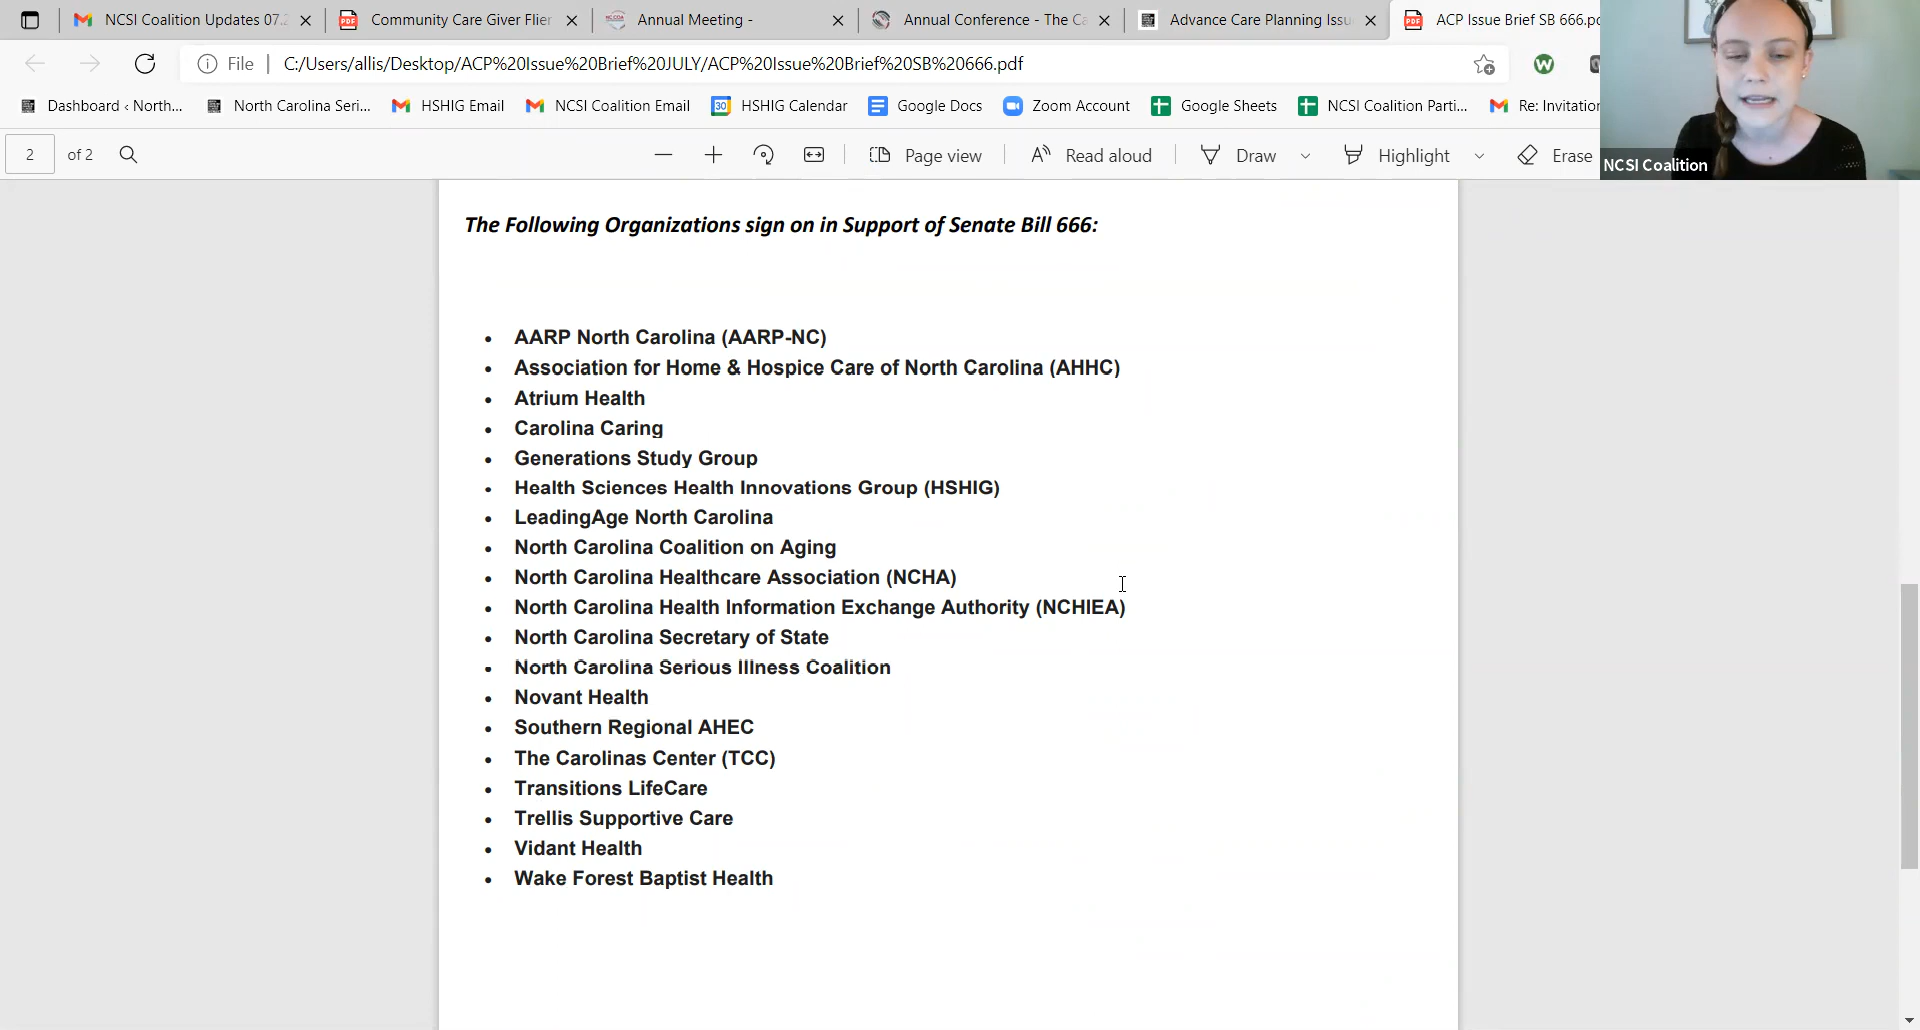 NCSI Coalition Updates 07.
Community Care Giver Flier
Annual Meeting -
Annual Conference - The Ca
Advance Care Planning Issu
ACP Issue Brief SB 666.p
File
C:/Users/allis/Desktop/ACP%20Issue%20Brief%20JULY/ACP%20Issue%20Brief%20SB%20666.pdf
Dashboard ‹ North...
North Carolina Seri...
HSHIG Email
NCSI Coalition Email
HSHIG Calendar
Google Docs
Zoom Account
Google Sheets
NCSI Coalition Parti...
Re: Invitation
2 of 2
Page view
Read aloud
Draw
Highlight
Erase
NCSI Coalition
The Following Organizations sign on in Support of Senate Bill 666:
• AARP North Carolina (AARP-NC)
• Association for Home & Hospice Care of North Carolina (AHHC)
• Atrium Health
• Carolina Caring
• Generations Study Group
• Health Sciences Health Innovations Group (HSHIG)
• LeadingAge North Carolina
• North Carolina Coalition on Aging
• North Carolina Healthcare Association (NCHA)
• North Carolina Health Information Exchange Authority (NCHIEA)
• North Carolina Secretary of State
• North Carolina Serious Illness Coalition
• Novant Health
• Southern Regional AHEC
• The Carolinas Center (TCC)
• Transitions LifeCare
• Trellis Supportive Care
• Vidant Health
• Wake Forest Baptist Health